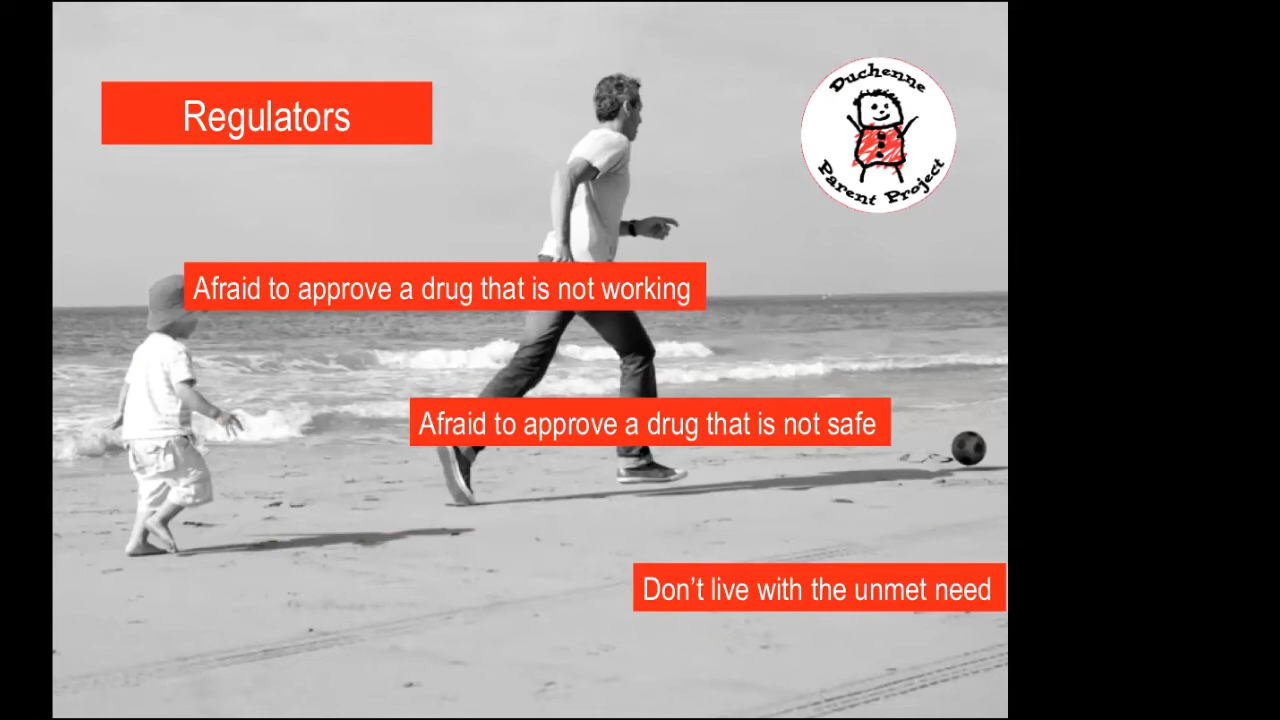 Regulators
Duchenne
Parent Project
Afraid to approve a drug that is not working
Afraid to approve a drug that is not safe
Don’t live with the unmet need